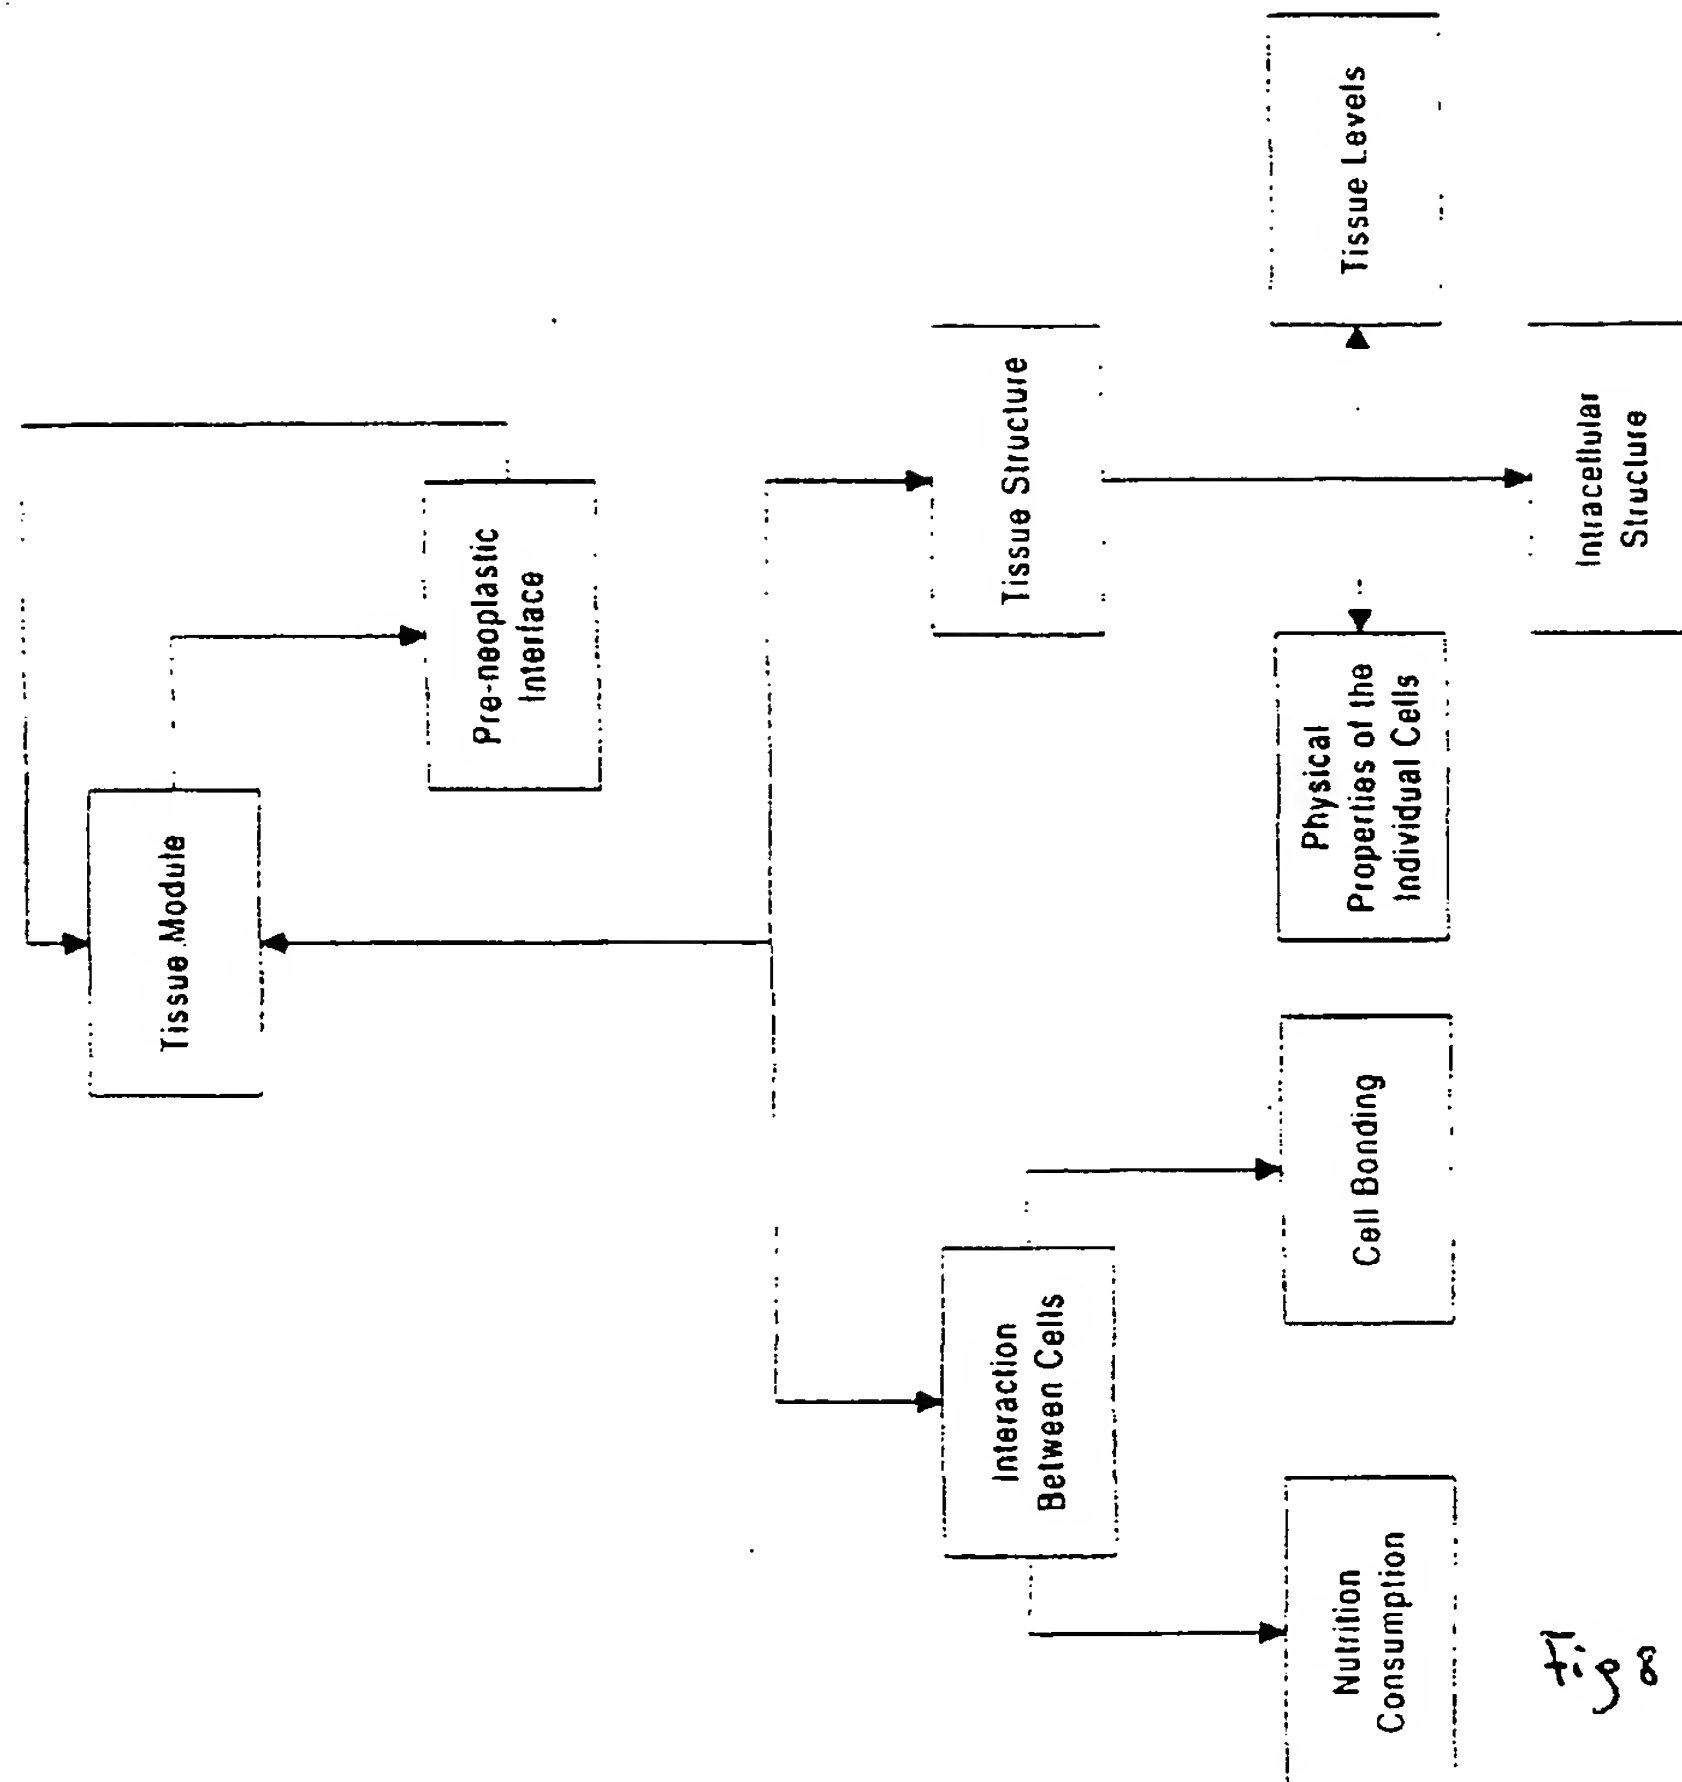 Tissue Module
Pre-neoplastic
Interface
Interaction
Between Cells
Tissue Structure
Nutrition
Consumption
Cell Bonding
Physical
Properties of the
Individual Cells
Tissue Levels
Intracellular
Structure
Fig 8